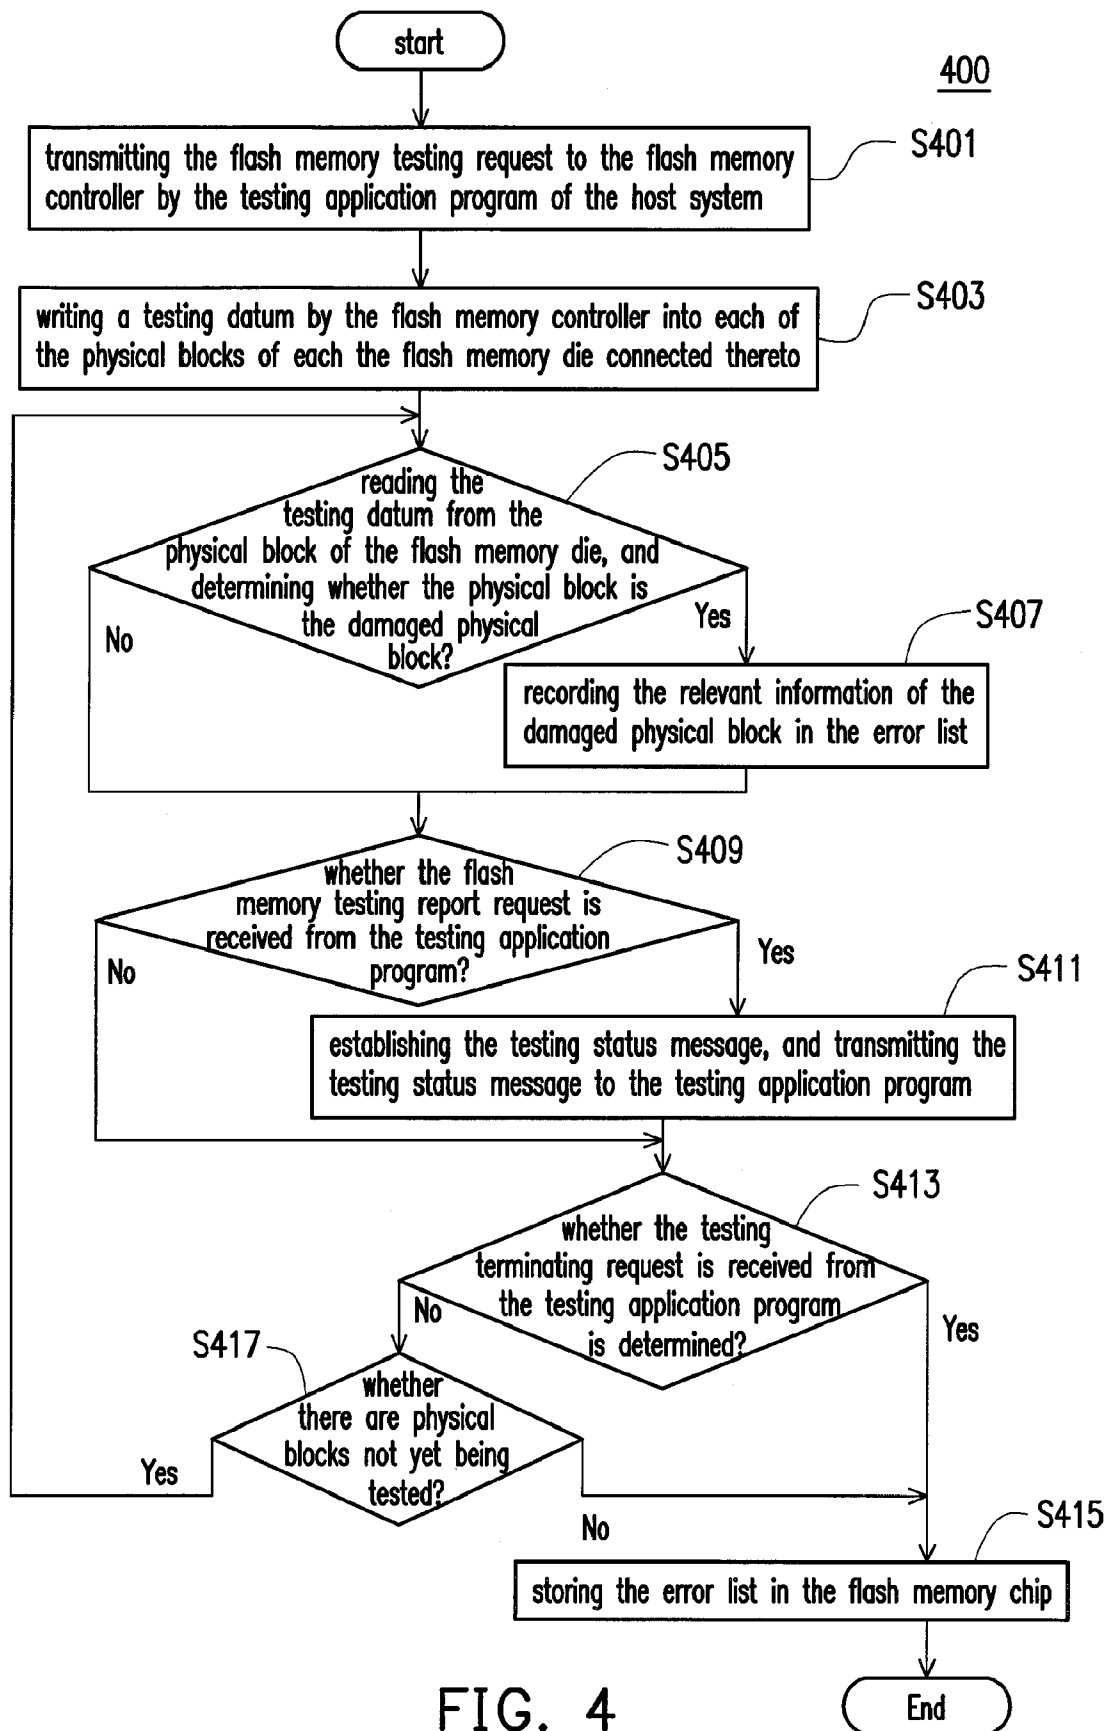 start
400
S401
transmitting the flash memory testing request to the flash memory
controller by the testing application program of the host system
S403
writing a testing datum by the flash memory controller into each of
the physical blocks of each the flash memory die connected thereto
S405
reading the
testing datum from the
physical block of the flash memory die, and
determining whether the physical block is
the damaged physical
block?
No
Yes
S407
recording the relevant information of the
damaged physical block in the error list
S409
whether the flash
memory testing report request is
received from the testing application
program?
No
Yes
S411
establishing the testing status message, and transmitting the
testing status message to the testing application program
S413
whether the testing
terminating request is received from
the testing application program
is determined?
No
Yes
S417
whether
there are physical
blocks not yet being
tested?
Yes
No
S415
storing the error list in the flash memory chip
End
FIG. 4